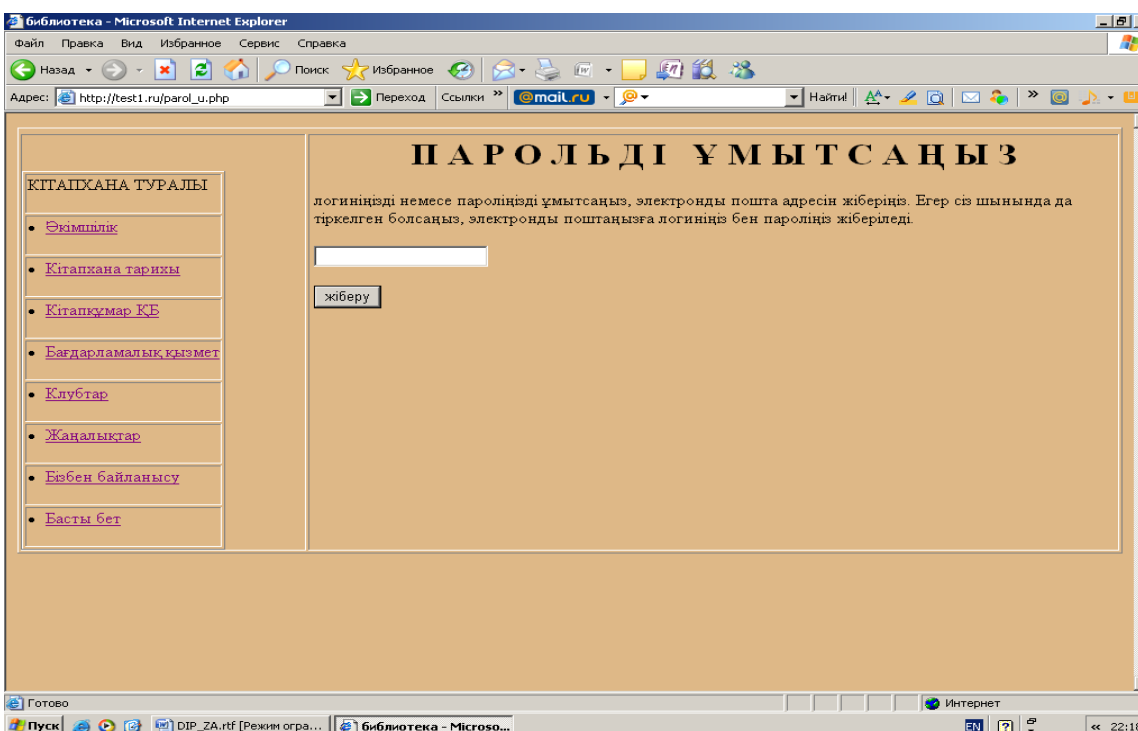 библиотека - Microsoft Internet Explorer
Файл Правка Вид Избранное Сервис Справка
Назад Поиск Избранное
Адрес: http://test1.ru/parol_u.php Переход Ссылки » @mail.ru Найти! »
ПАРОЛЬДІ ҰМЫТСАҢЫЗ
КІТАПХАНА ТУРАЛЫ
логиніңізді немесе пароліңізді ұмытсаңыз, электронды пошта адресін жіберіңіз. Егер сіз шынында да
тіркелген болсаңыз, электронды поштаңызға логиніңіз бен пароліңіз жіберіледі.
• Әкімшілік
• Кітапхана тарихы
• Кітапқұмар ҚБ
• Бағдарламалық қызмет
• Клубтар
• Жаңалықтар
• Бізбен байланысу
• Басты бет
жіберу
Готово Интернет
Пуск DIP_ZA.rtf [Режим огра... библиотека - Microso... EN « 22:18